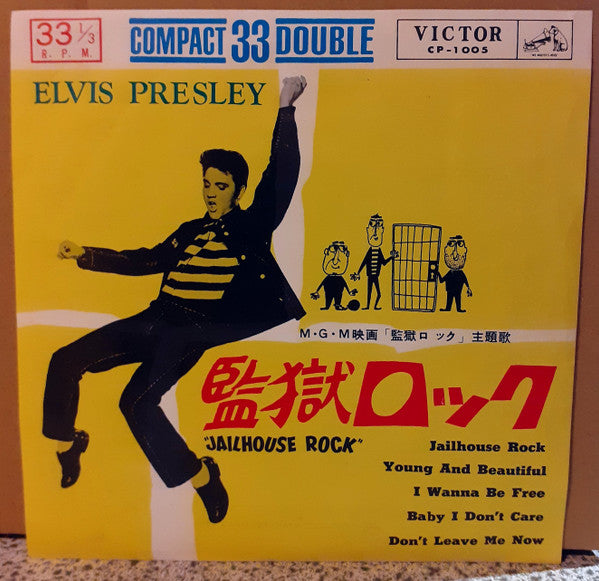 33 1/3
R. P. M.
COMPACT 33 DOUBLE
VICTOR
CP-1005
ELVIS PRESLEY
M・G・M映画「監獄ロック」主題歌
監獄ロック
"JAILHOUSE ROCK"
Jailhouse Rock
Young And Beautiful
I Wanna Be Free
Baby I Don't Care
Don't Leave Me Now